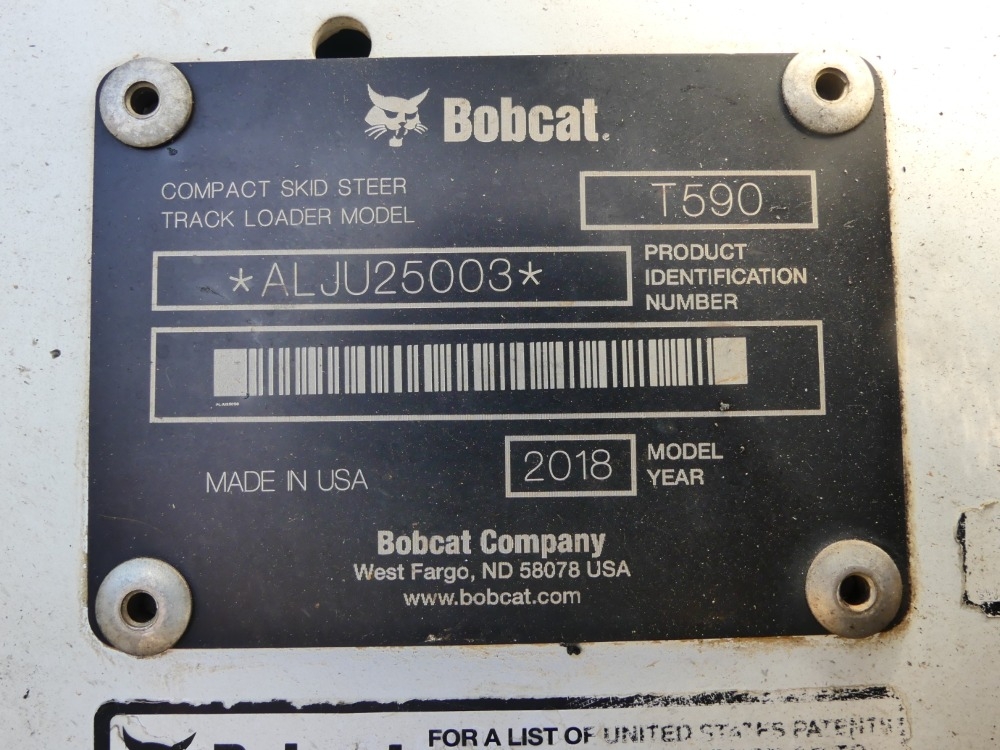 Bobcat.
COMPACT SKID STEER
TRACK LOADER MODEL
T590
*ALJU25003*
PRODUCT
IDENTIFICATION
NUMBER
MADE IN USA
2018
MODEL
YEAR
Bobcat Company
West Fargo, ND 58078 USA
www.bobcat.com
Bobcat
FOR A LIST OF UNITED STATES PATENTS